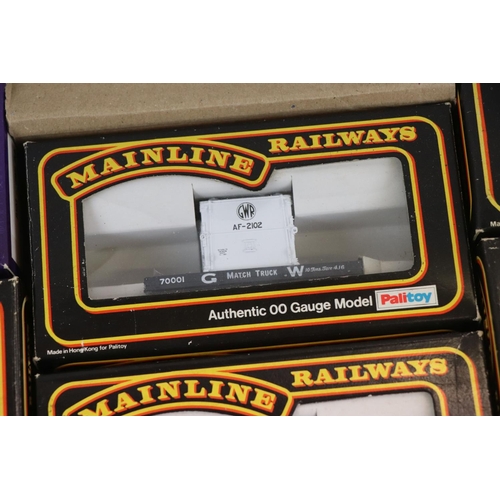 MAINLINE RAILWAYS
GWR
AF-2102
70001 G MATCH TRUCK .W
Authentic 00 Gauge Model Palitoy
Made in Hong Kong for Palitoy
MAINLINE RAILWAYS